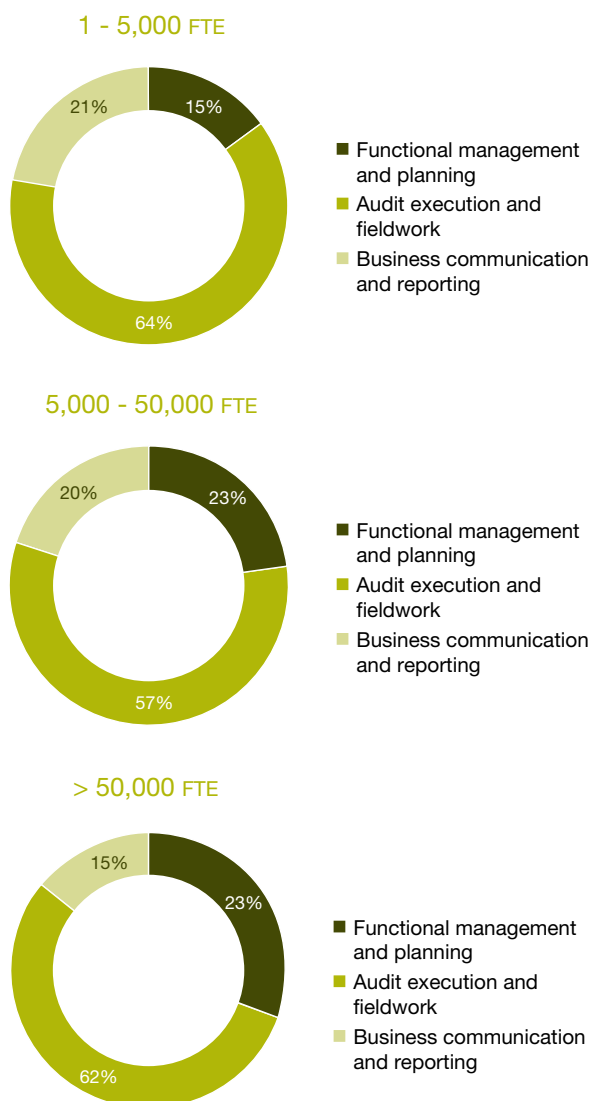 1 - 5,000 FTE
21%
15%
64%
Functional management
and planning
Audit execution and
fieldwork
Business communication
and reporting
5,000 - 50,000 FTE
20%
23%
57%
Functional management
and planning
Audit execution and
fieldwork
Business communication
and reporting
> 50,000 FTE
15%
23%
62%
Functional management
and planning
Audit execution and
fieldwork
Business communication
and reporting